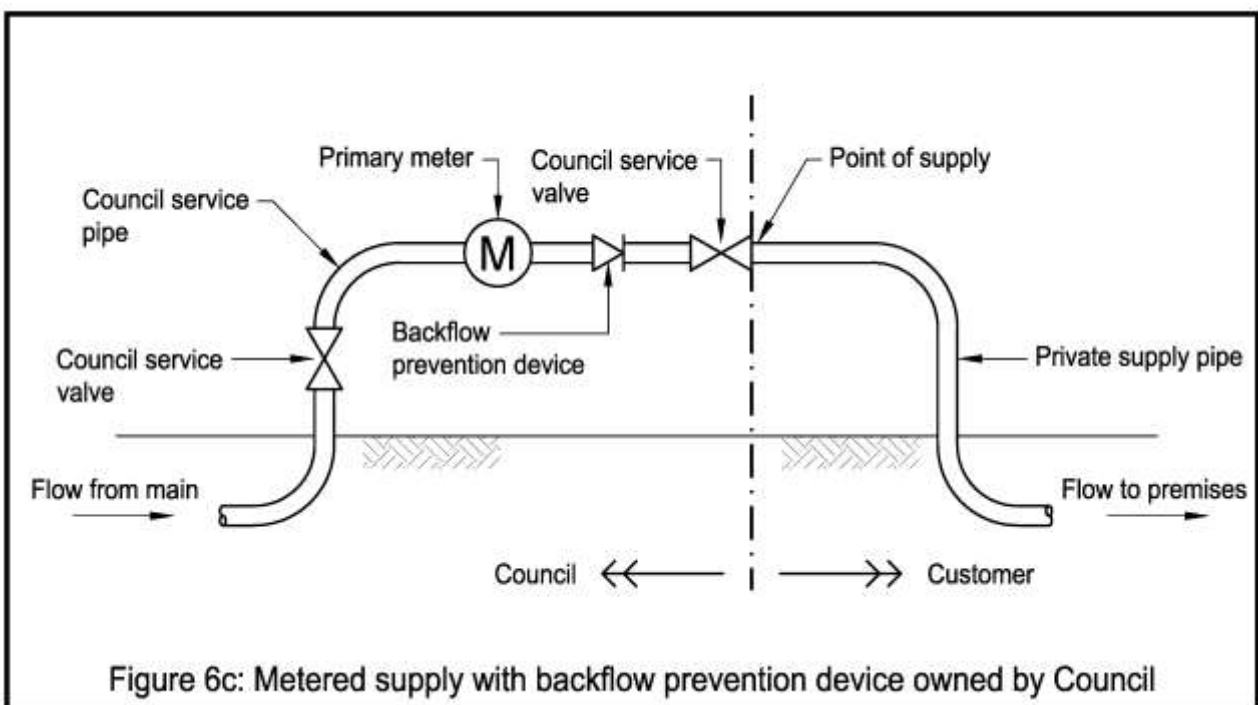 Primary meter
Council service
valve
Point of supply
Council service
pipe
M
Backflow
prevention device
Council service
valve
Private supply pipe
Flow from main
Flow to premises
Council
Customer
Figure 6c: Metered supply with backflow prevention device owned by Council